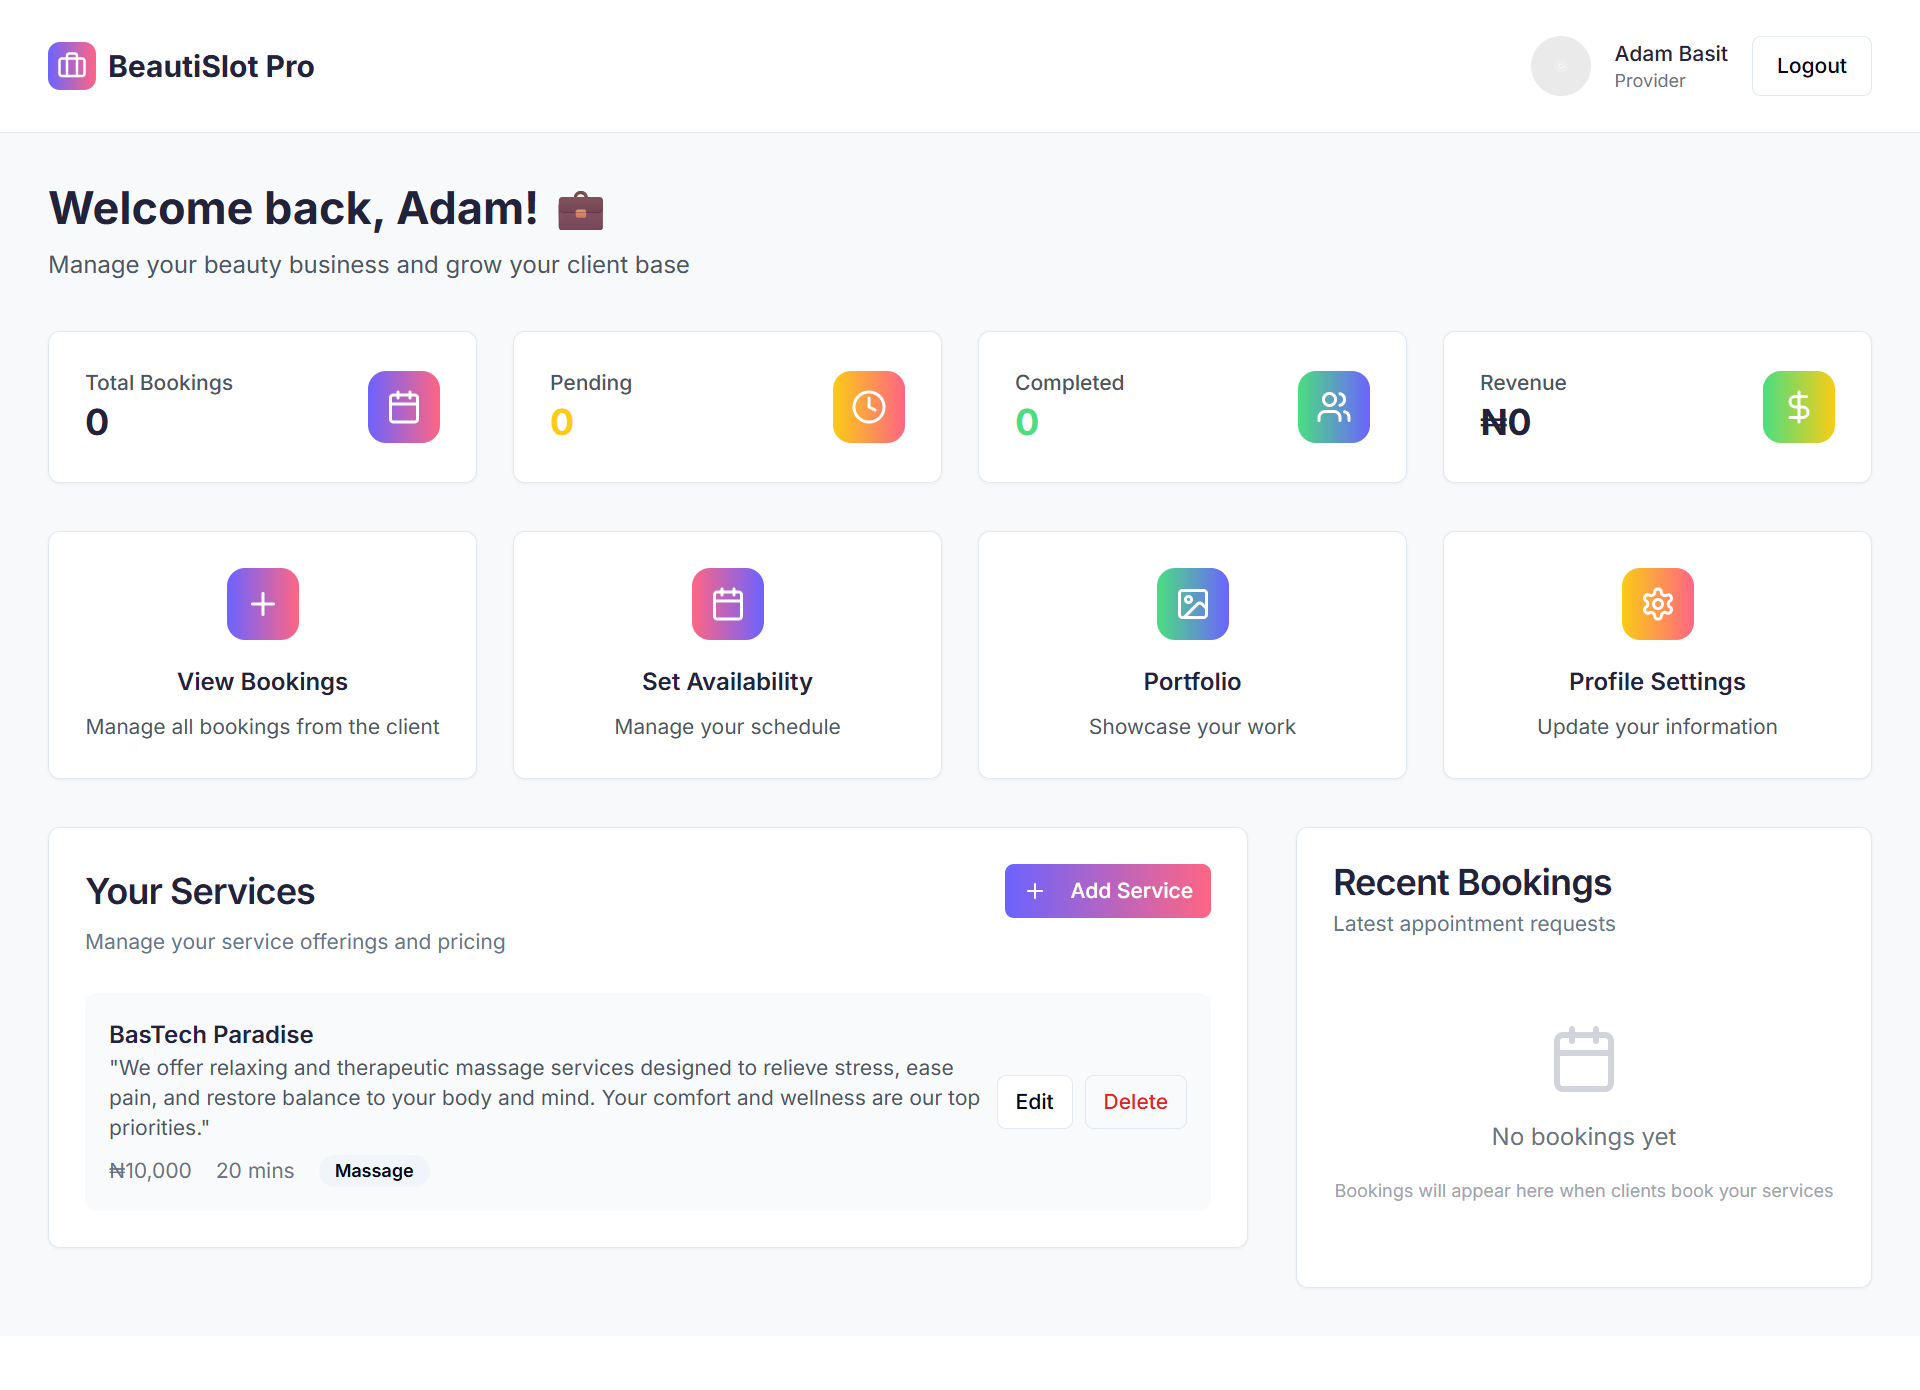 BeautiSlot Pro
Adam Basit
Provider
Logout
Welcome back, Adam! 💼
Manage your beauty business and grow your client base
Total Bookings
0
Pending
0
Completed
0
Revenue
₦0
View Bookings
Manage all bookings from the client
Set Availability
Manage your schedule
Portfolio
Showcase your work
Profile Settings
Update your information
Your Services
Add Service
Manage your service offerings and pricing
BasTech Paradise
"We offer relaxing and therapeutic massage services designed to relieve stress, ease
pain, and restore balance to your body and mind. Your comfort and wellness are our top
priorities."
₦10,000 20 mins Massage
Edit
Delete
Recent Bookings
Latest appointment requests
No bookings yet
Bookings will appear here when clients book your services